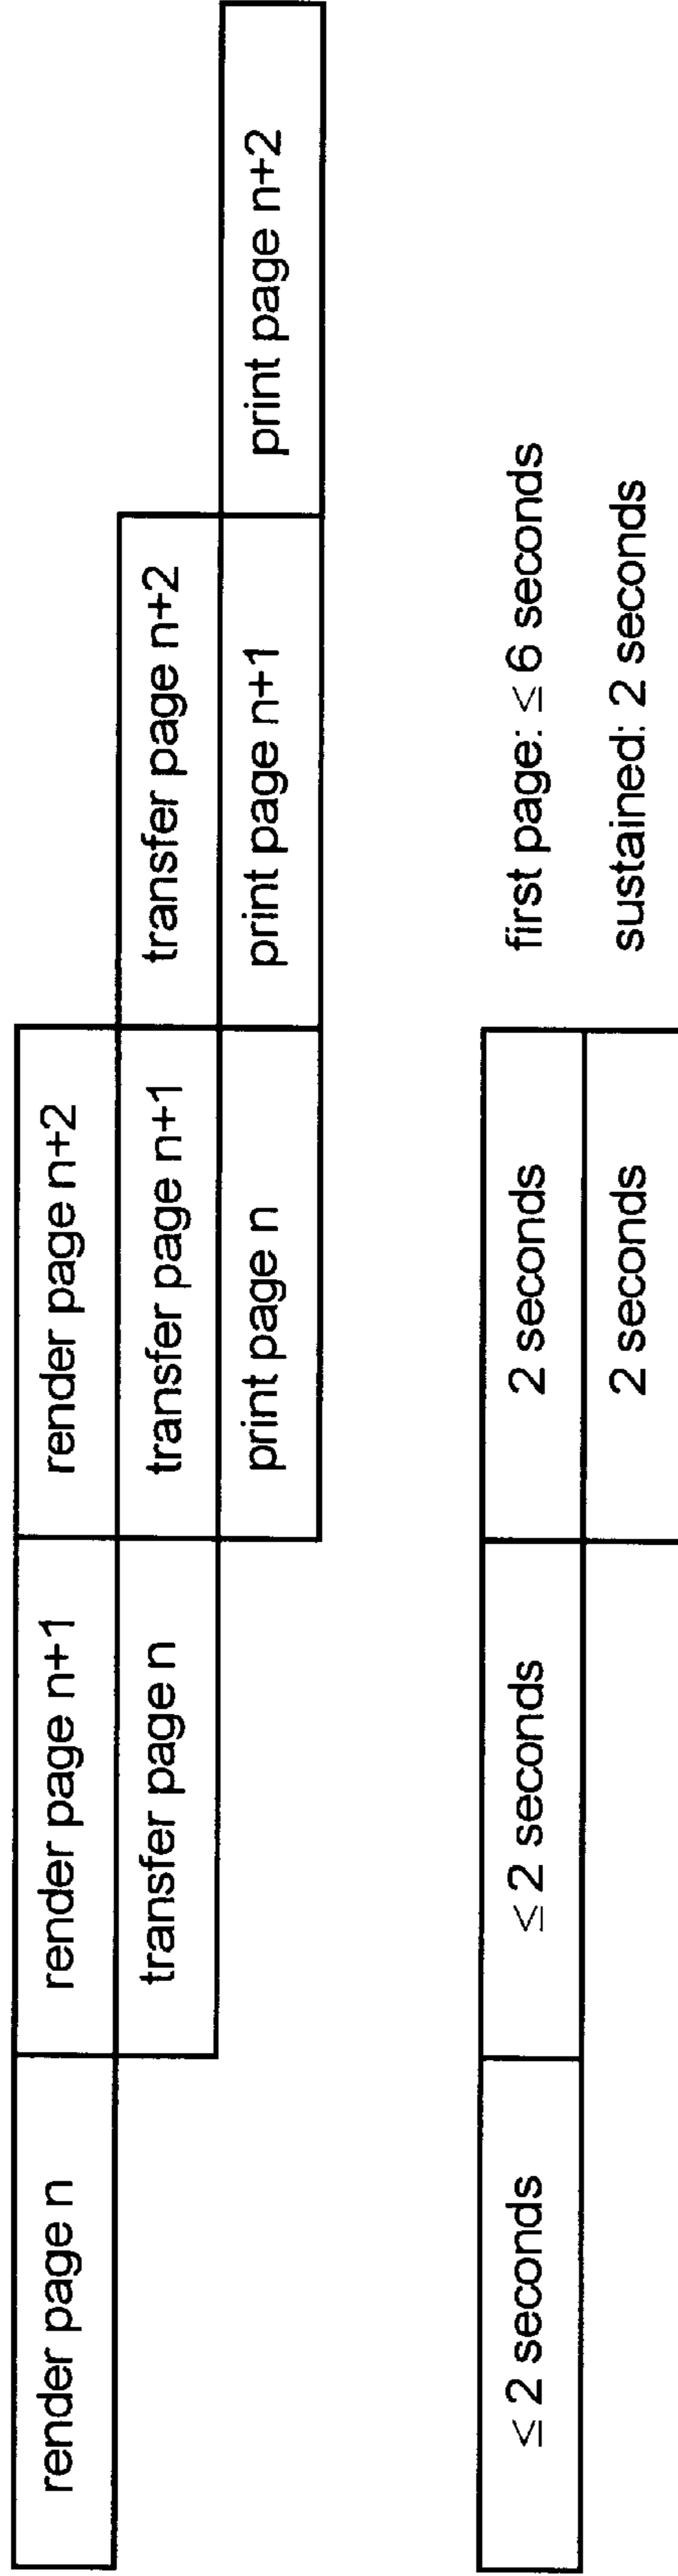 render page n
render page n+1
render page n+2
transfer page n
transfer page n+1
transfer page n+2
print page n
print page n+1
print page n+2
≤ 2 seconds
≤ 2 seconds
2 seconds
first page: ≤ 6 seconds
2 seconds
sustained: 2 seconds